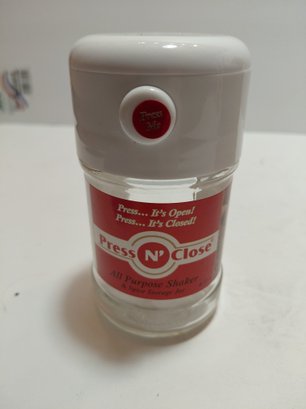 Press
Me
Press... It's Open!
Press... It's Closed!
Press N' Close®
All Purpose Shaker
& Spice Storage Jar